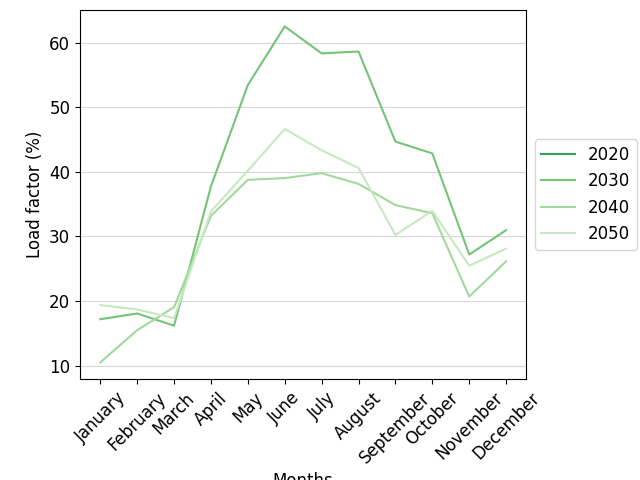 60
50
40
30
20
10
Load factor (%)
January
February
March
April
May
June
July
August
September
October
November
December
Months
2020
2030
2040
2050